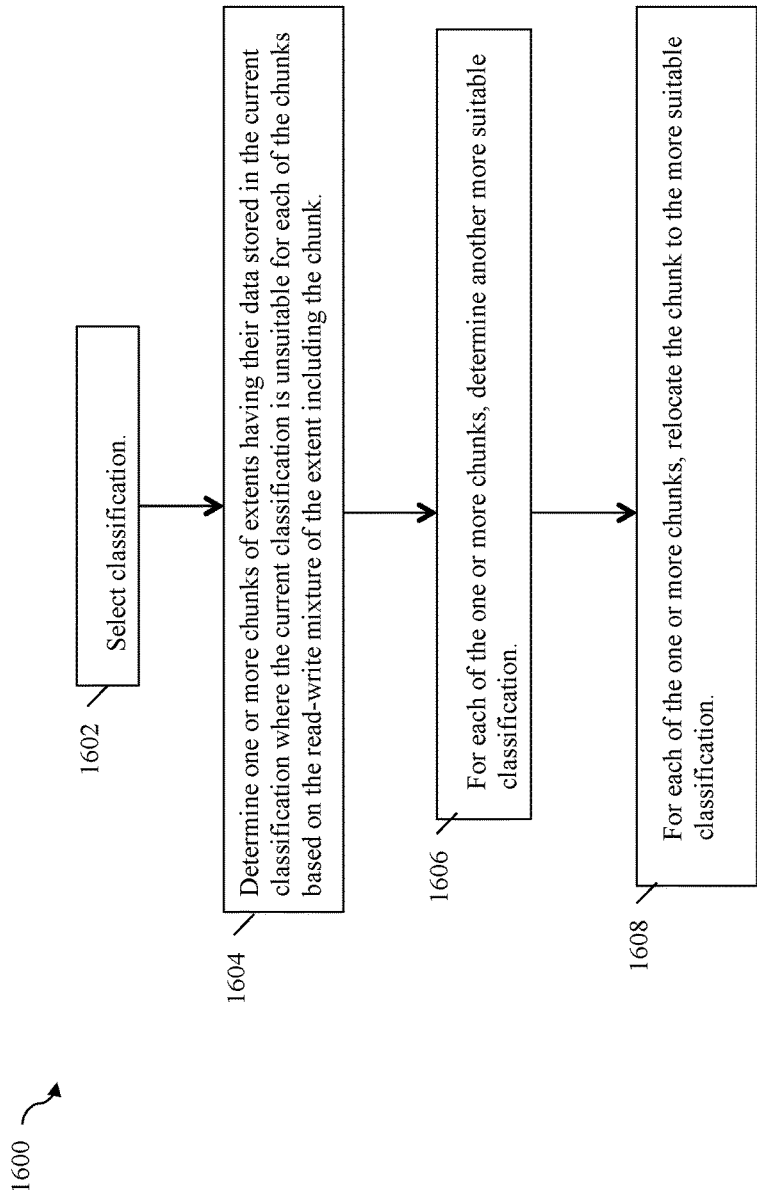 1600
1602
Select classification.
1604
Determine one or more chunks of extents having their data stored in the current
classification where the current classification is unsuitable for each of the chunks
based on the read-write mixture of the extent including the chunk.
1606
For each of the one or more chunks, determine another more suitable
classification.
1608
For each of the one or more chunks, relocate the chunk to the more suitable
classification.